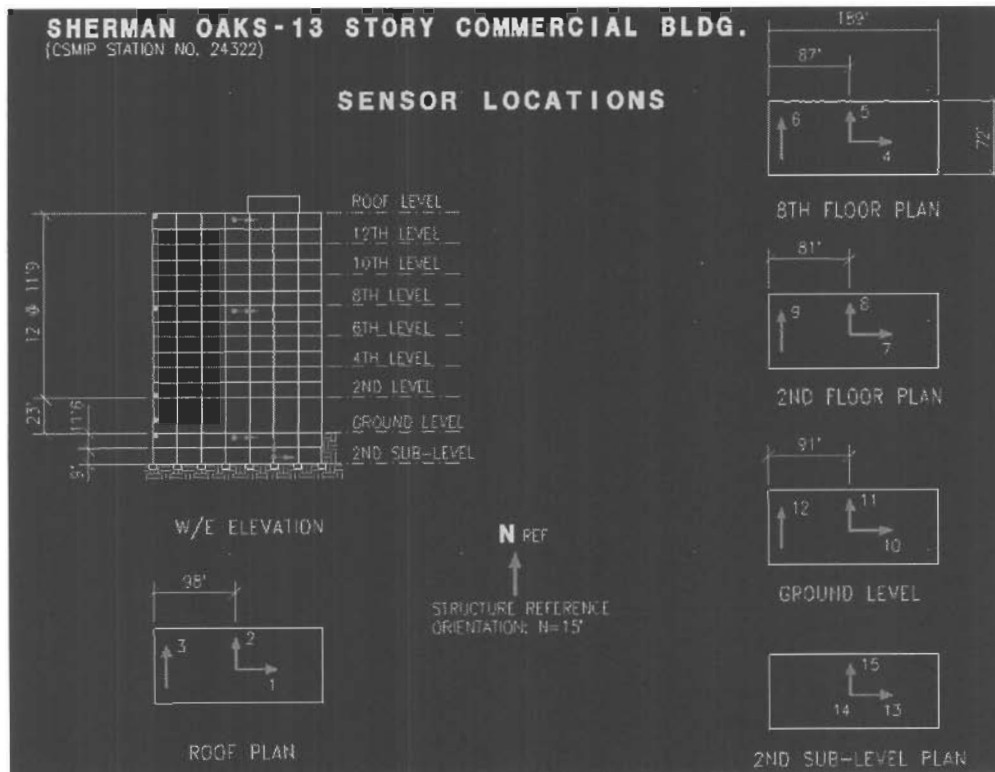 SHERMAN OAKS-13 STORY COMMERCIAL BLDG.
(CSMIP STATION NO. 24322)
SENSOR LOCATIONS
189'
87'
6
5
4
72'
8TH FLOOR PLAN
ROOF LEVEL
12TH LEVEL
10TH LEVEL
8TH LEVEL
6TH LEVEL
4TH LEVEL
2ND LEVEL
GROUND LEVEL
2ND SUB-LEVEL
12 @ 11'9
23'
11'6
9'
W/E ELEVATION
81'
9
8
7
2ND FLOOR PLAN
91'
12
11
10
GROUND LEVEL
N REF
STRUCTURE REFERENCE
ORIENTATION: N=15°
98'
3
2
1
ROOF PLAN
15
14
13
2ND SUB-LEVEL PLAN